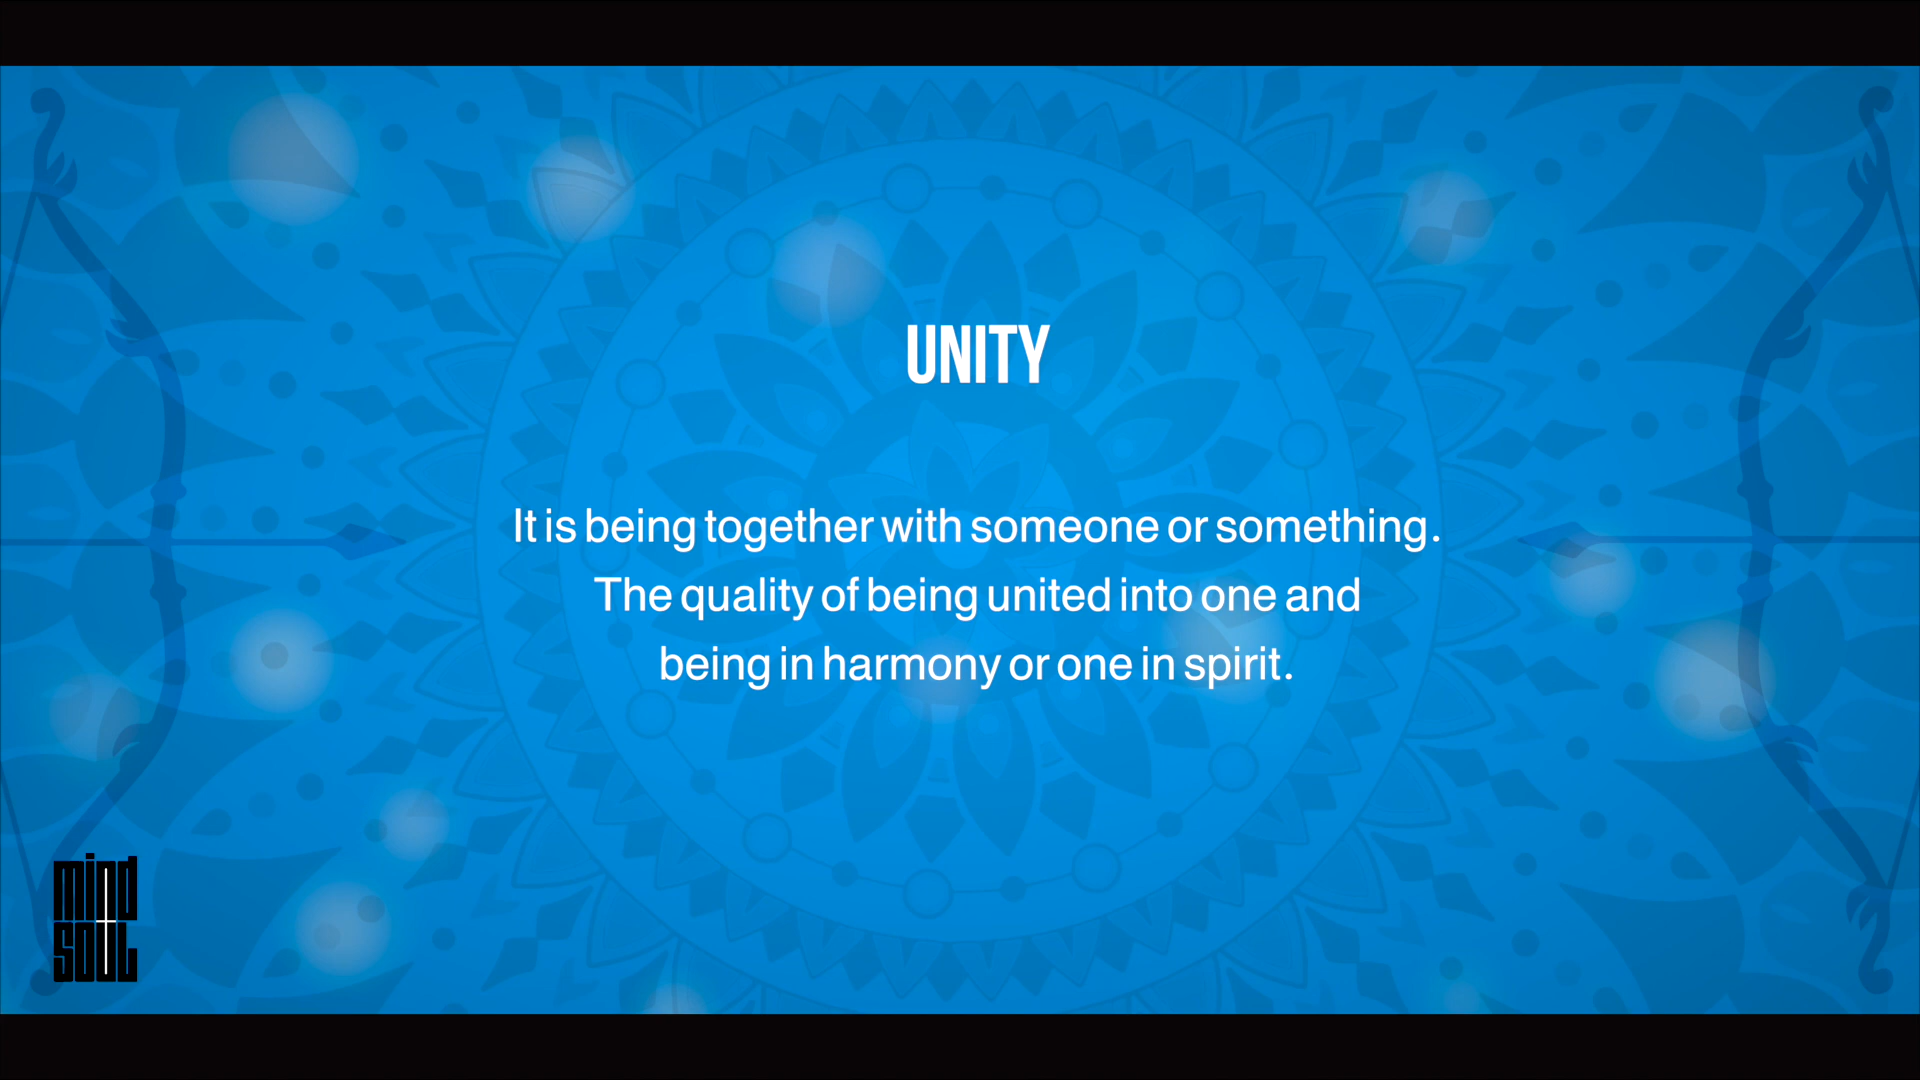 UNITY
It is being together with someone or something.
The quality of being united into one and
being in harmony or one in spirit.
mind
soul